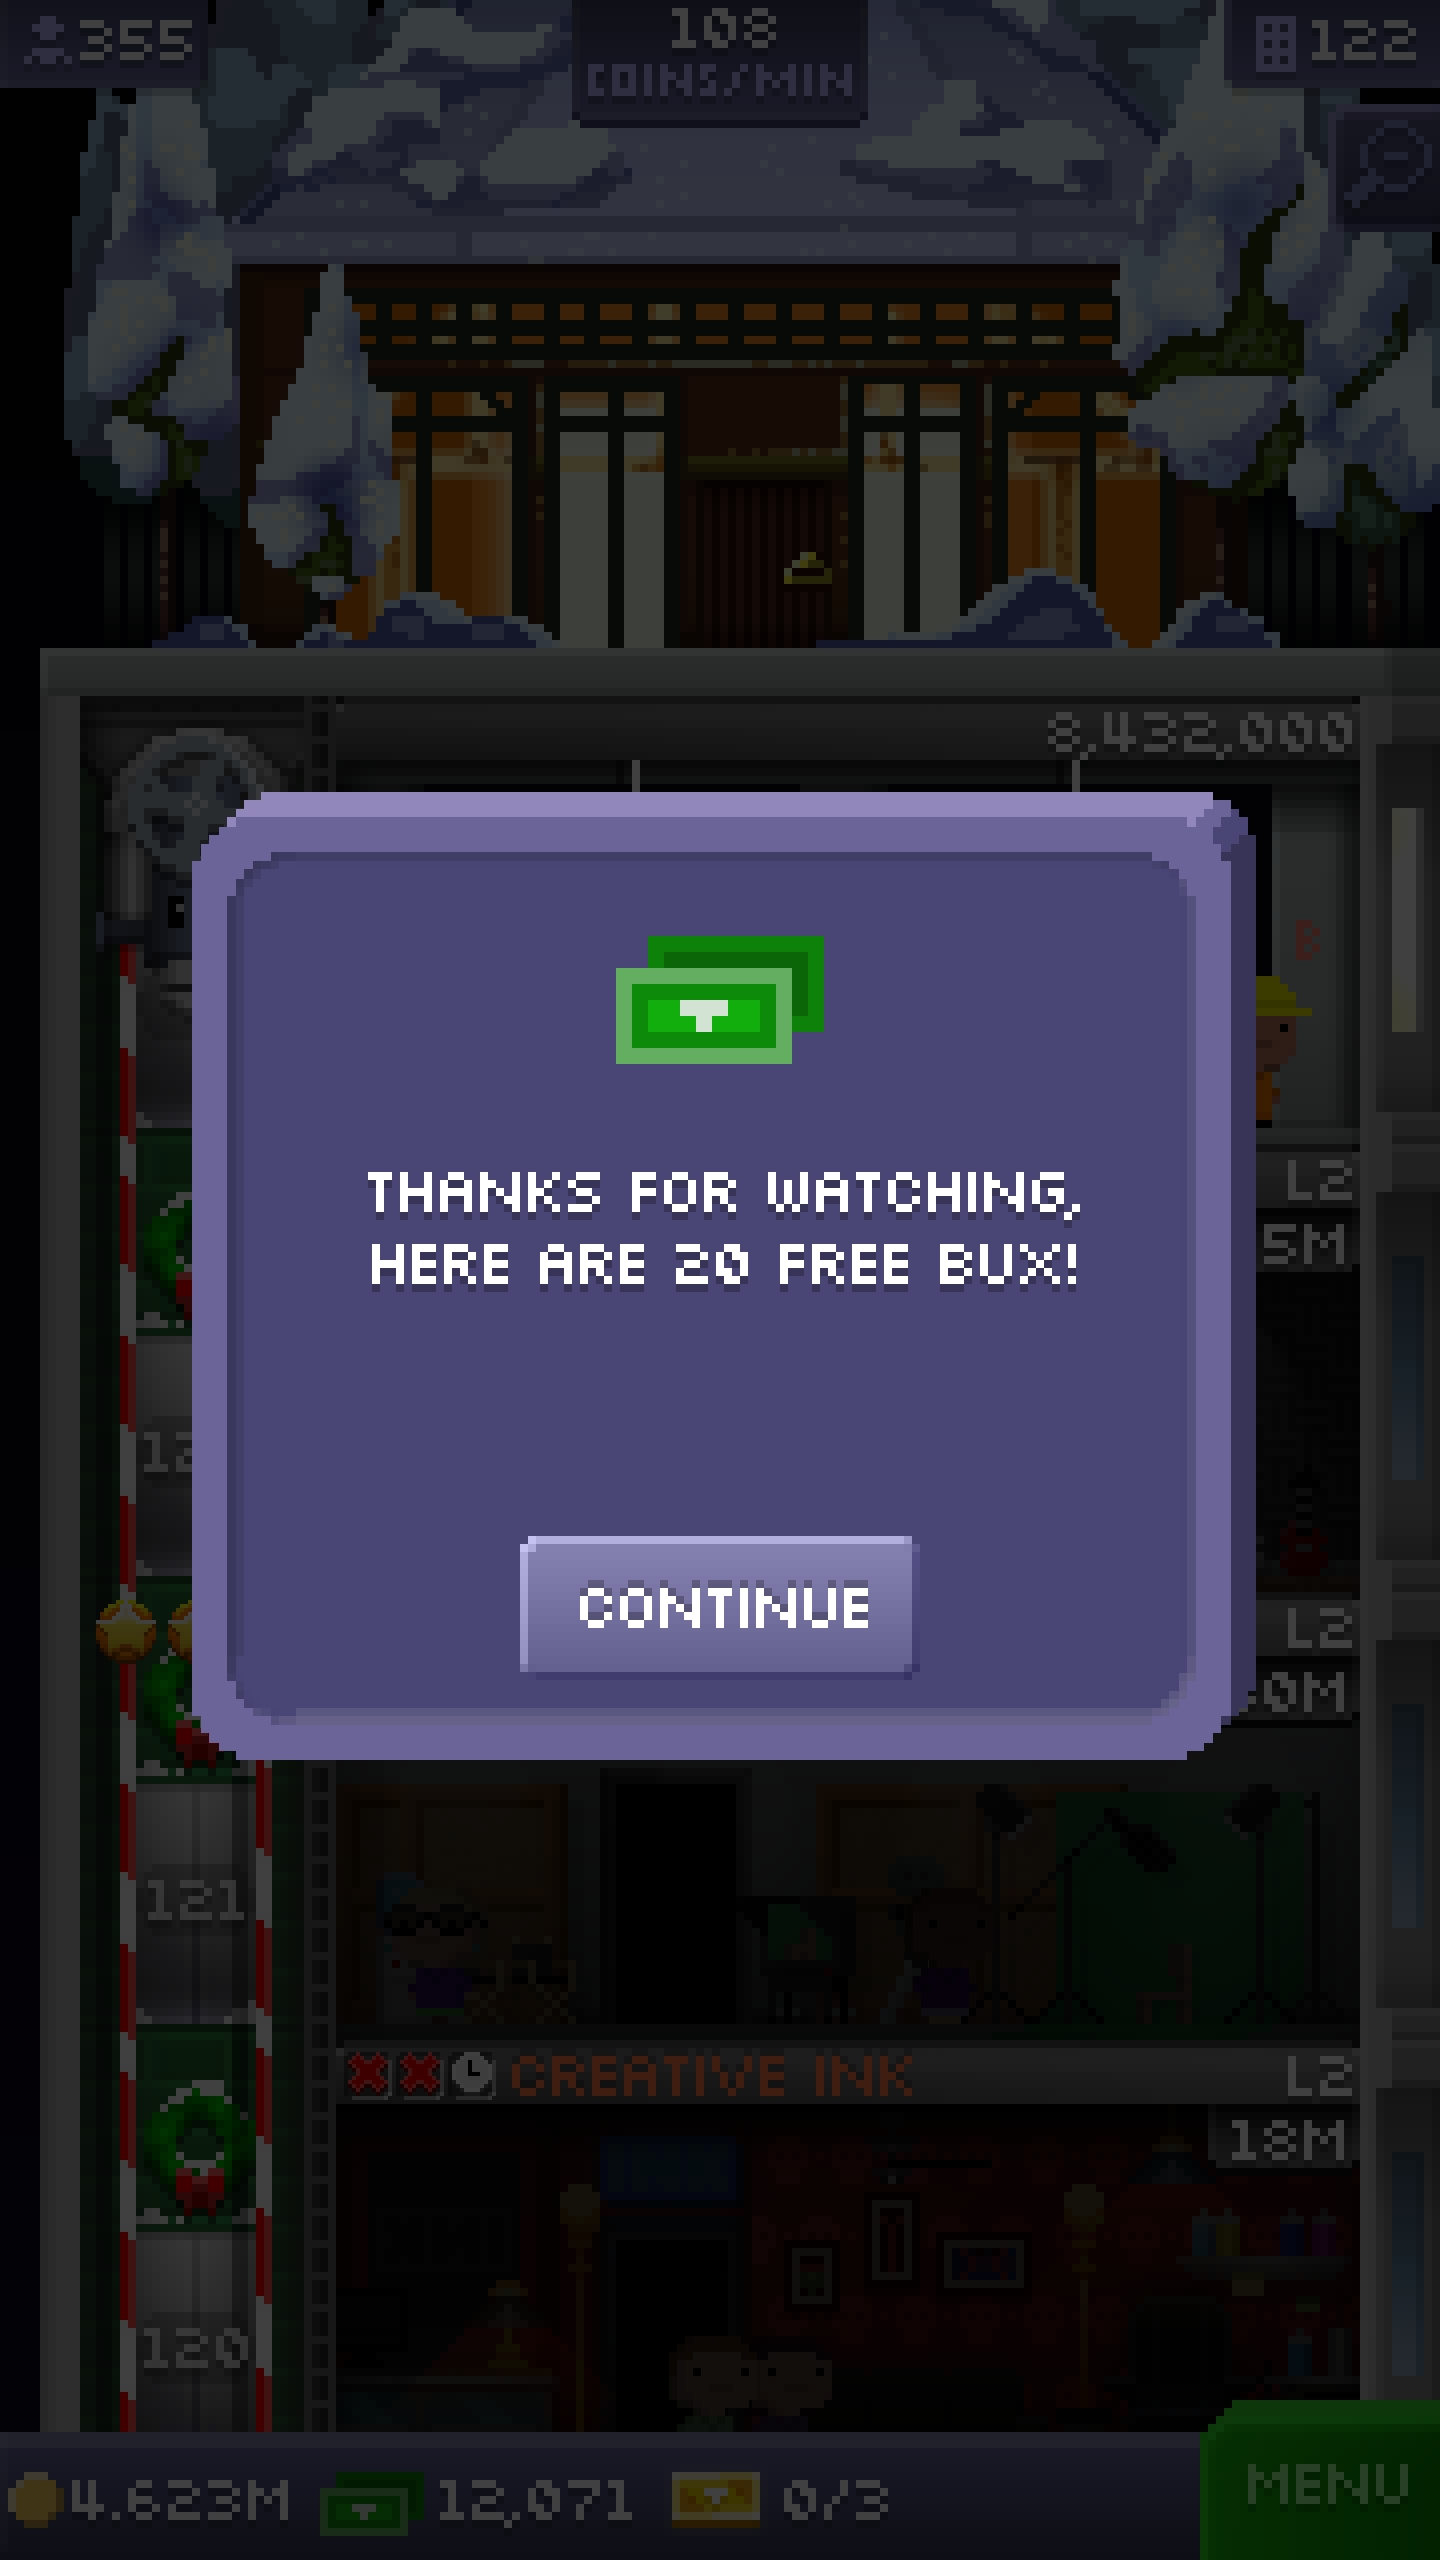 355
108
COINS/MIN
122
8,432,000
B
THANKS FOR WATCHING,
HERE ARE 20 FREE BUX!
CONTINUE
L2
5M
L2
0M
121
CREATIVE INK
L2
18M
120
4.623M
12,071
0/3
MENU